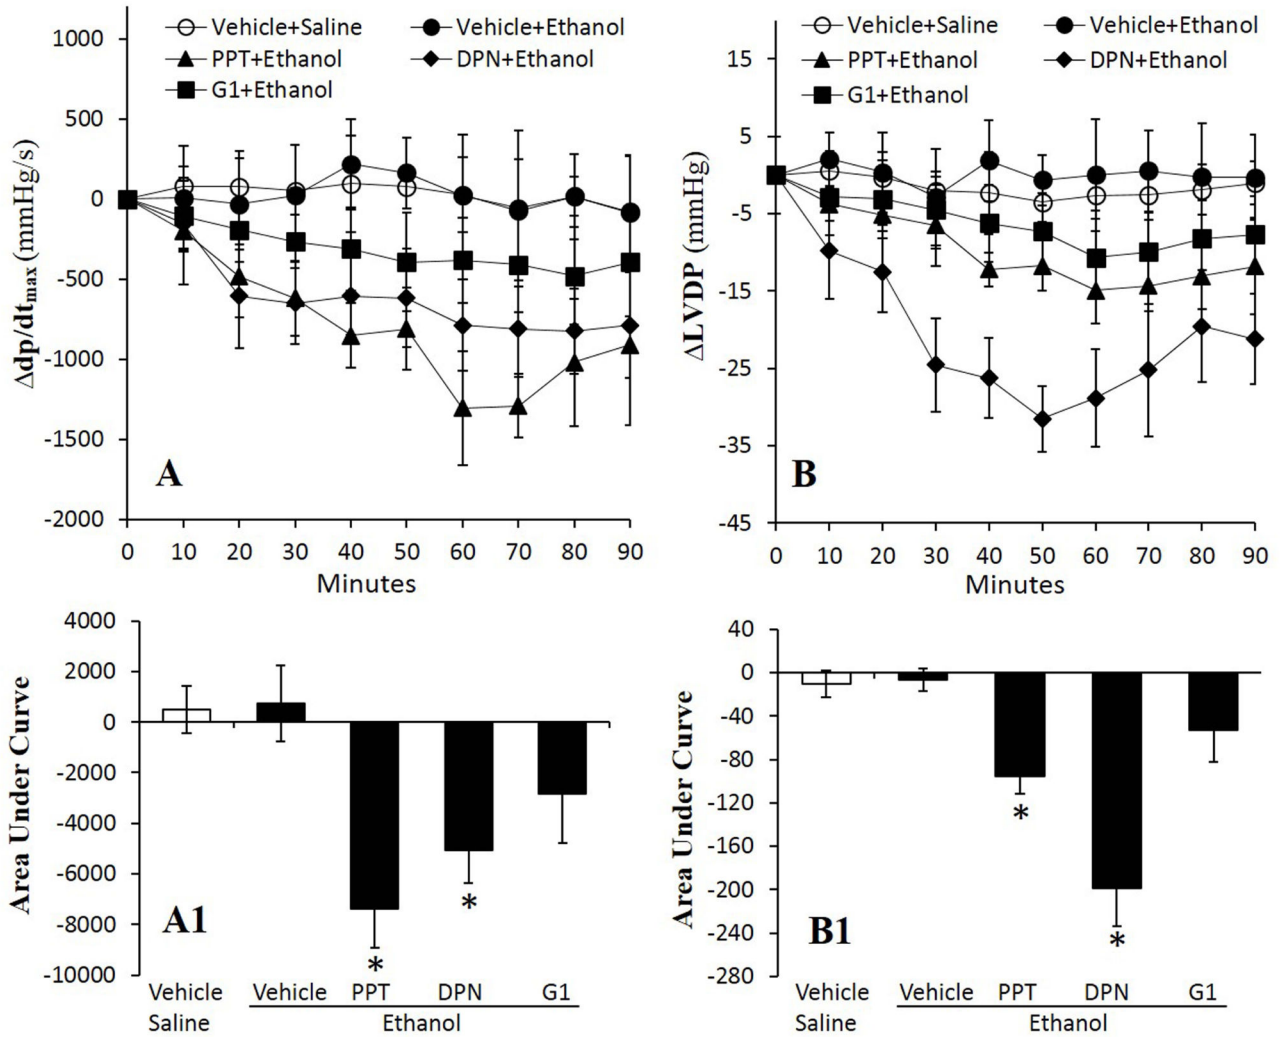 Vehicle+Saline Vehicle+Ethanol
PPT+Ethanol DPN+Ethanol
G1+Ethanol
Δdp/dtmax (mmHg/s)
1000
500
0
-500
-1000
-1500
-2000
A
0 10 20 30 40 50 60 70 80 90
Minutes
Vehicle+Saline Vehicle+Ethanol
PPT+Ethanol DPN+Ethanol
G1+Ethanol
ΔLVDP (mmHg)
15
5
-5
-15
-25
-35
-45
B
0 10 20 30 40 50 60 70 80 90
Minutes
Area Under Curve
4000
2000
0
-2000
-4000
-6000
-8000
-10000
* *
A1
Vehicle Vehicle PPT DPN G1
Saline Ethanol
Area Under Curve
40
0
-40
-80
-120
-160
-200
-240
-280
* *
B1
Vehicle Vehicle PPT DPN G1
Saline Ethanol